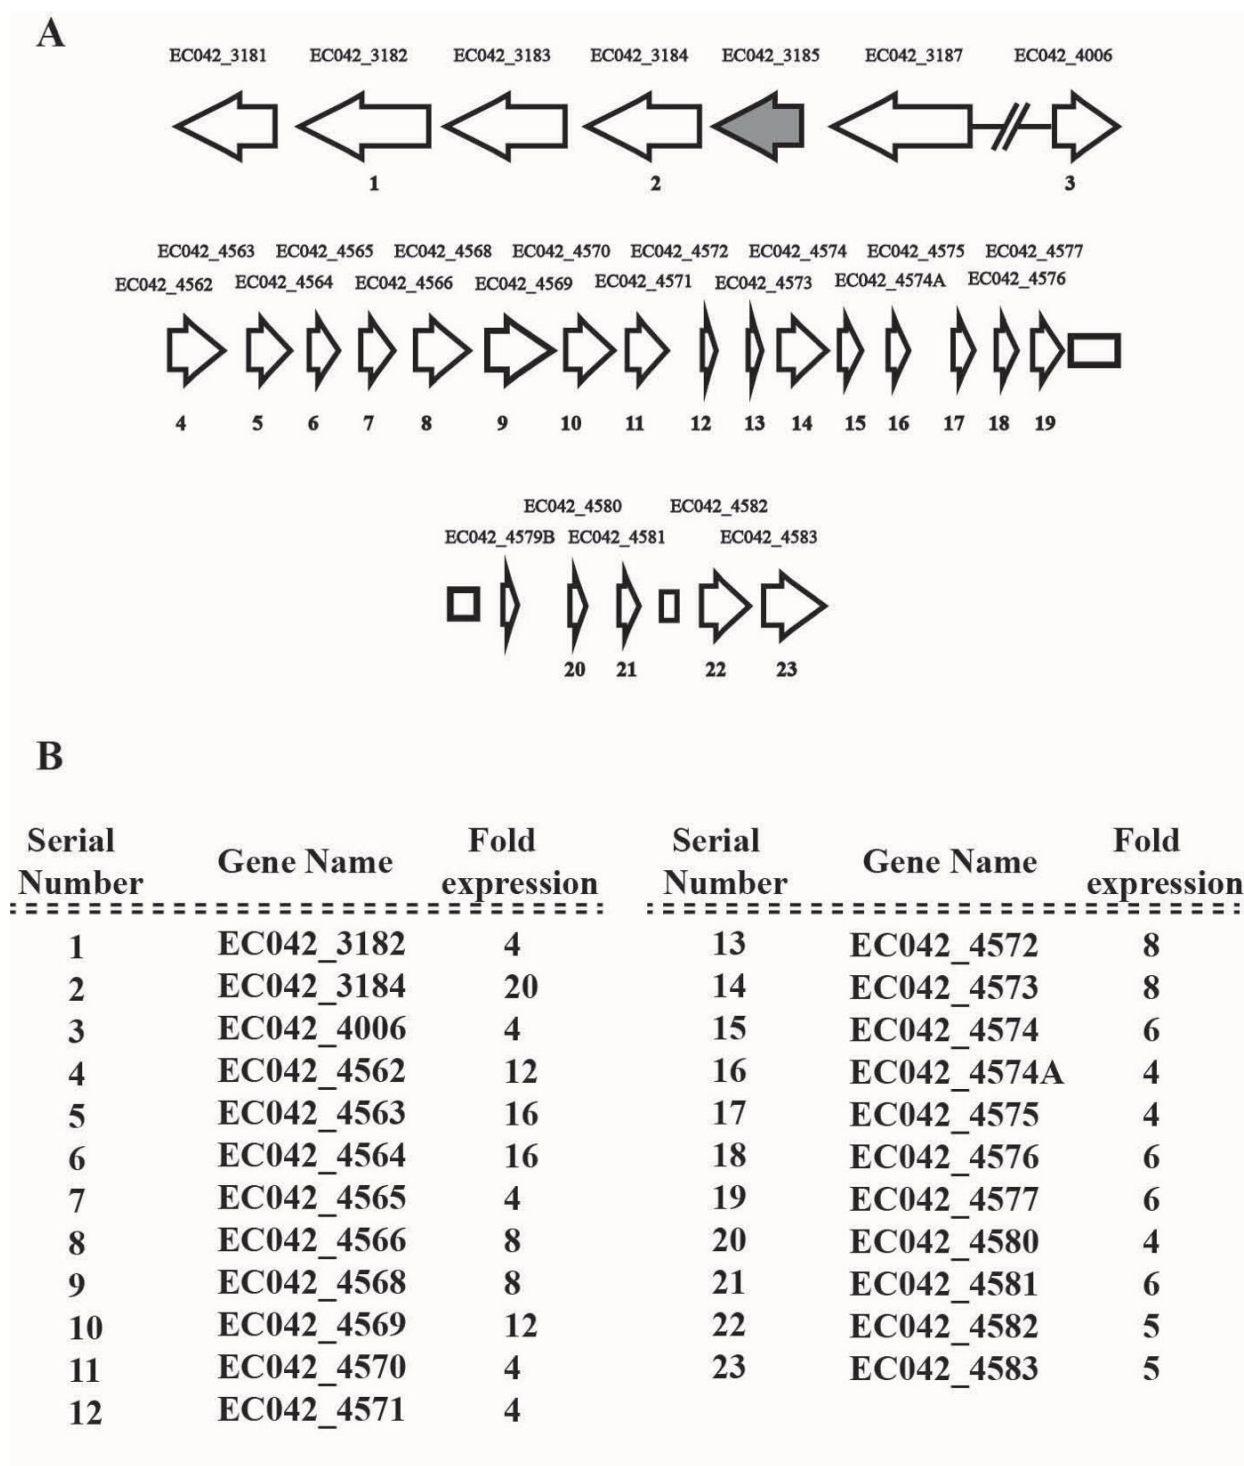 A
EC042_3181 EC042_3182 EC042_3183 EC042_3184 EC042_3185 EC042_3187 EC042_4006
1 2 3
EC042_4563 EC042_4565 EC042_4568 EC042_4570 EC042_4572 EC042_4574 EC042_4575 EC042_4577
EC042_4562 EC042_4564 EC042_4566 EC042_4569 EC042_4571 EC042_4573 EC042_4574A EC042_4576
4 5 6 7 8 9 10 11 12 13 14 15 16 17 18 19
EC042_4580 EC042_4582
EC042_4579B EC042_4581 EC042_4583
20 21 22 23
B
Serial Fold Serial Fold
Number Gene Name expression Number Gene Name expression
1 EC042_3182 4 13 EC042_4572 8
2 EC042_3184 20 14 EC042_4573 8
3 EC042_4006 4 15 EC042_4574 6
4 EC042_4562 12 16 EC042_4574A 4
5 EC042_4563 16 17 EC042_4575 4
6 EC042_4564 16 18 EC042_4576 6
7 EC042_4565 4 19 EC042_4577 6
8 EC042_4566 8 20 EC042_4580 4
9 EC042_4568 8 21 EC042_4581 6
10 EC042_4569 12 22 EC042_4582 5
11 EC042_4570 4 23 EC042_4583 5
12 EC042_4571 4